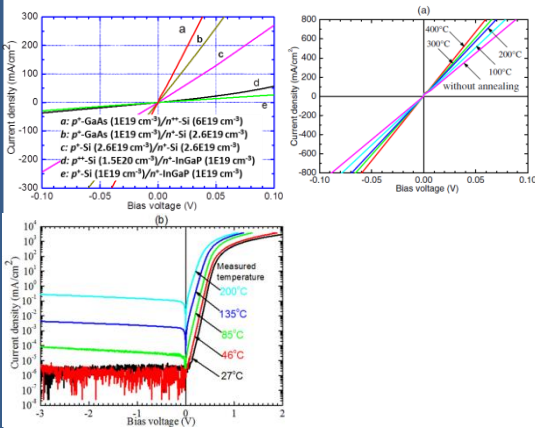 300
200
100
0
-100
-200
-300
Current density (mA/cm²)
a
b
c
d
e
a: p⁺-GaAs (1E19 cm⁻³)/n⁺⁺-Si (6E19 cm⁻³)
b: p⁺-GaAs (1E19 cm⁻³)/n⁺-Si (2.6E19 cm⁻³)
c: p⁺-Si (2.6E19 cm⁻³)/n⁺-Si (2.6E19 cm⁻³)
d: p⁺⁺-Si (1.5E20 cm⁻³)/n⁺-InGaP (1E19 cm⁻³)
e: p⁺-Si (1E19 cm⁻³)/n⁺-InGaP (1E19 cm⁻³)
-0.10 -0.05 0.00 0.05 0.10
Bias voltage (V)
(a)
800
600
400
200
0
-200
-400
-600
-800
Current density (mA/cm²)
400°C
300°C
200°C
100°C
without annealing
-0.10 -0.05 0.00 0.05 0.10
Bias voltage (V)
(b)
10⁴
10³
10²
10¹
10⁰
10⁻¹
10⁻²
10⁻³
10⁻⁴
10⁻⁵
10⁻⁶
10⁻⁷
10⁻⁸
Current density (mA/cm²)
Measured
temperature
200°C
135°C
85°C
46°C
27°C
-3 -2 -1 0 1 2
Bias voltage (V)